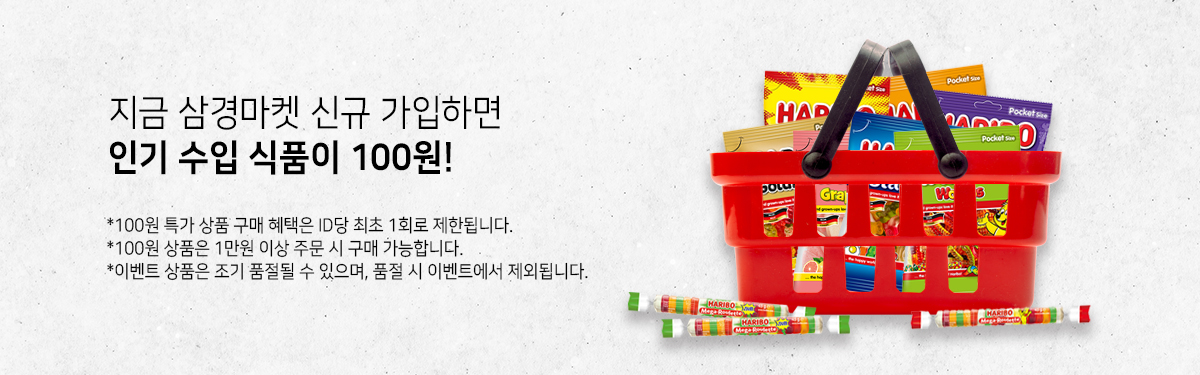 지금 삼경마켓 신규 가입하면
인기 수입 식품이 100원!
*100원 특가 상품 구매 혜택은 ID당 최초 1회로 제한됩니다.
*100원 상품은 1만원 이상 주문 시 구매 가능합니다.
*이벤트 상품은 조기 품절될 수 있으며, 품절 시 이벤트에서 제외됩니다.
Pocket Size
Pocket Size
HARIBO
Pocket Size
HARIBO
Mega-Roulette
HARIBO
Mega-Roulette
HARIBO
Mega-Roulette